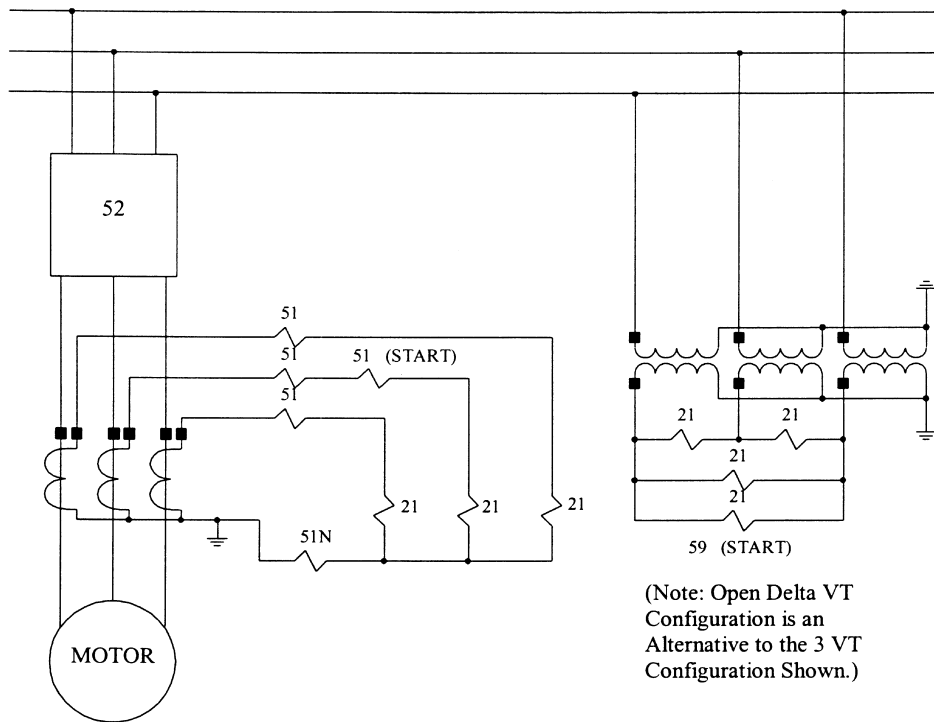 52
51
51
51 (START)
51
21
21
21
51N
21
21
21
21
59 (START)
MOTOR
(Note: Open Delta VT
Configuration is an
Alternative to the 3 VT
Configuration Shown.)